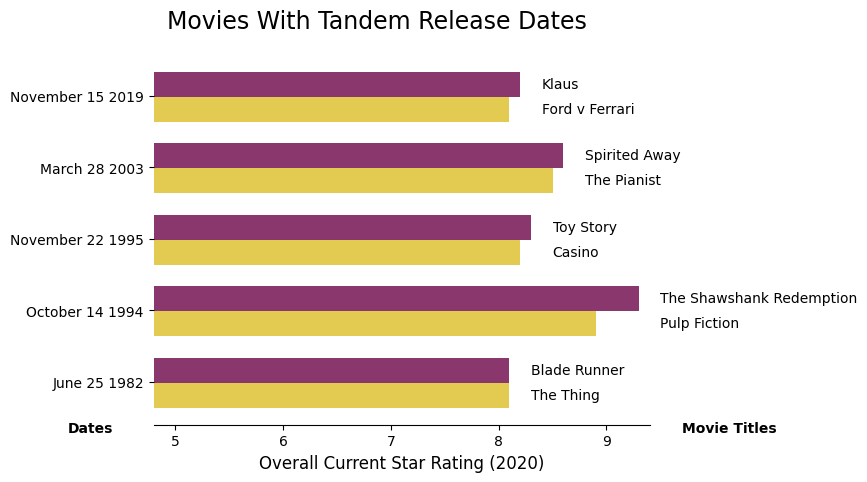 Movies With Tandem Release Dates
November 15 2019
Klaus
Ford v Ferrari
March 28 2003
Spirited Away
The Pianist
November 22 1995
Toy Story
Casino
October 14 1994
The Shawshank Redemption
Pulp Fiction
June 25 1982
Blade Runner
The Thing
Dates
Movie Titles
5 6 7 8 9
Overall Current Star Rating (2020)